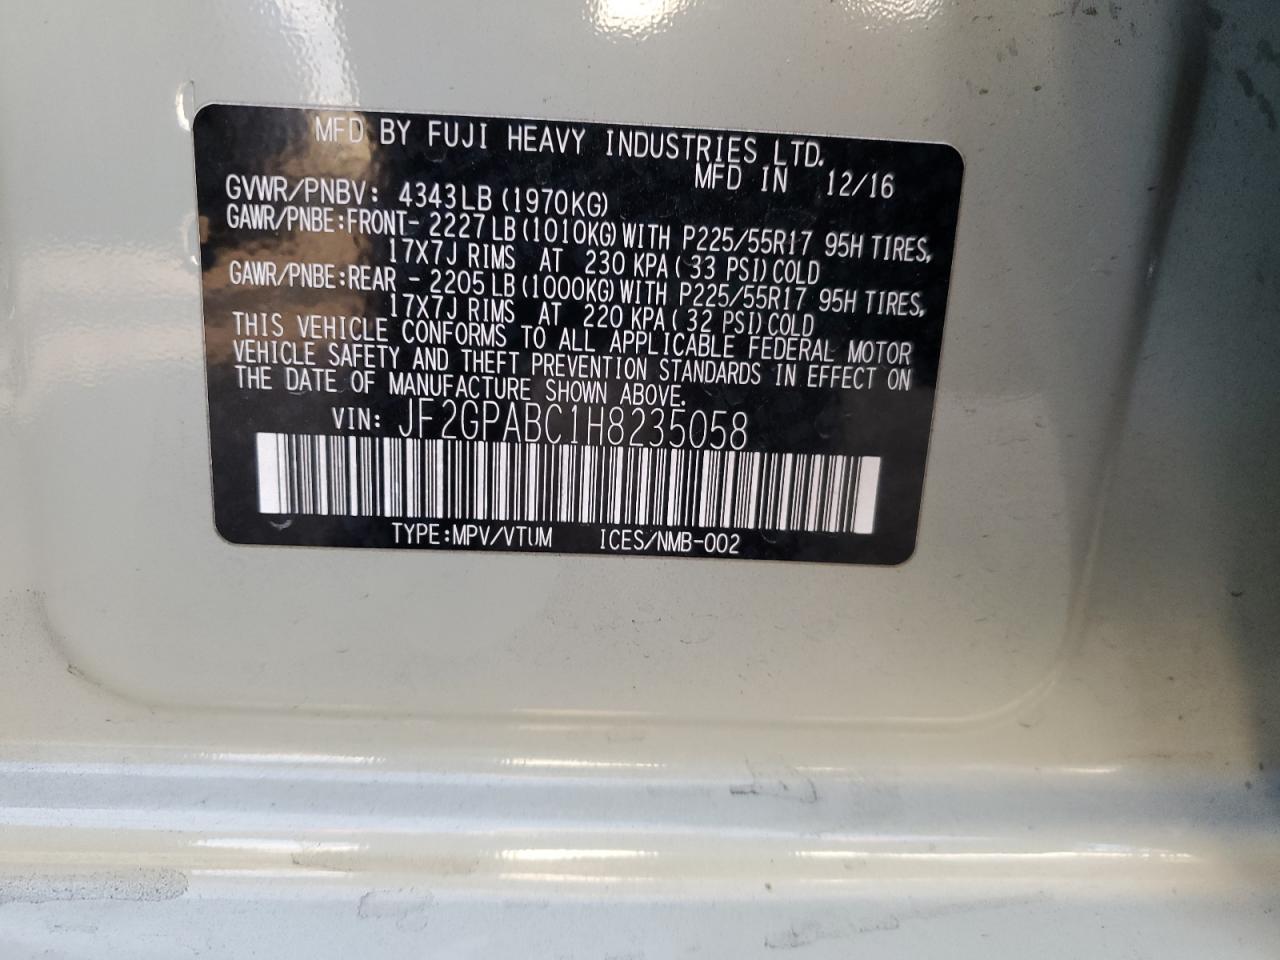 MFD BY FUJI HEAVY INDUSTRIES LTD.
MFD IN 12/16
GVWR/PNBV: 4343LB (1970KG)
GAWR/PNBE:FRONT- 2227 LB (1010KG) WITH P225/55R17 95H TIRES,
17X7J RIMS AT 230 KPA ( 33 PSI) COLD
GAWR/PNBE:REAR - 2205 LB (1000KG) WITH P225/55R17 95H TIRES,
17X7J RIMS AT 220 KPA ( 32 PSI) COLD
THIS VEHICLE CONFORMS TO ALL APPLICABLE FEDERAL MOTOR
VEHICLE SAFETY AND THEFT PREVENTION STANDARDS IN EFFECT ON
THE DATE OF MANUFACTURE SHOWN ABOVE.
VIN: JF2GPABC1H8235058
TYPE:MPV/VTUM ICES/NMB-002